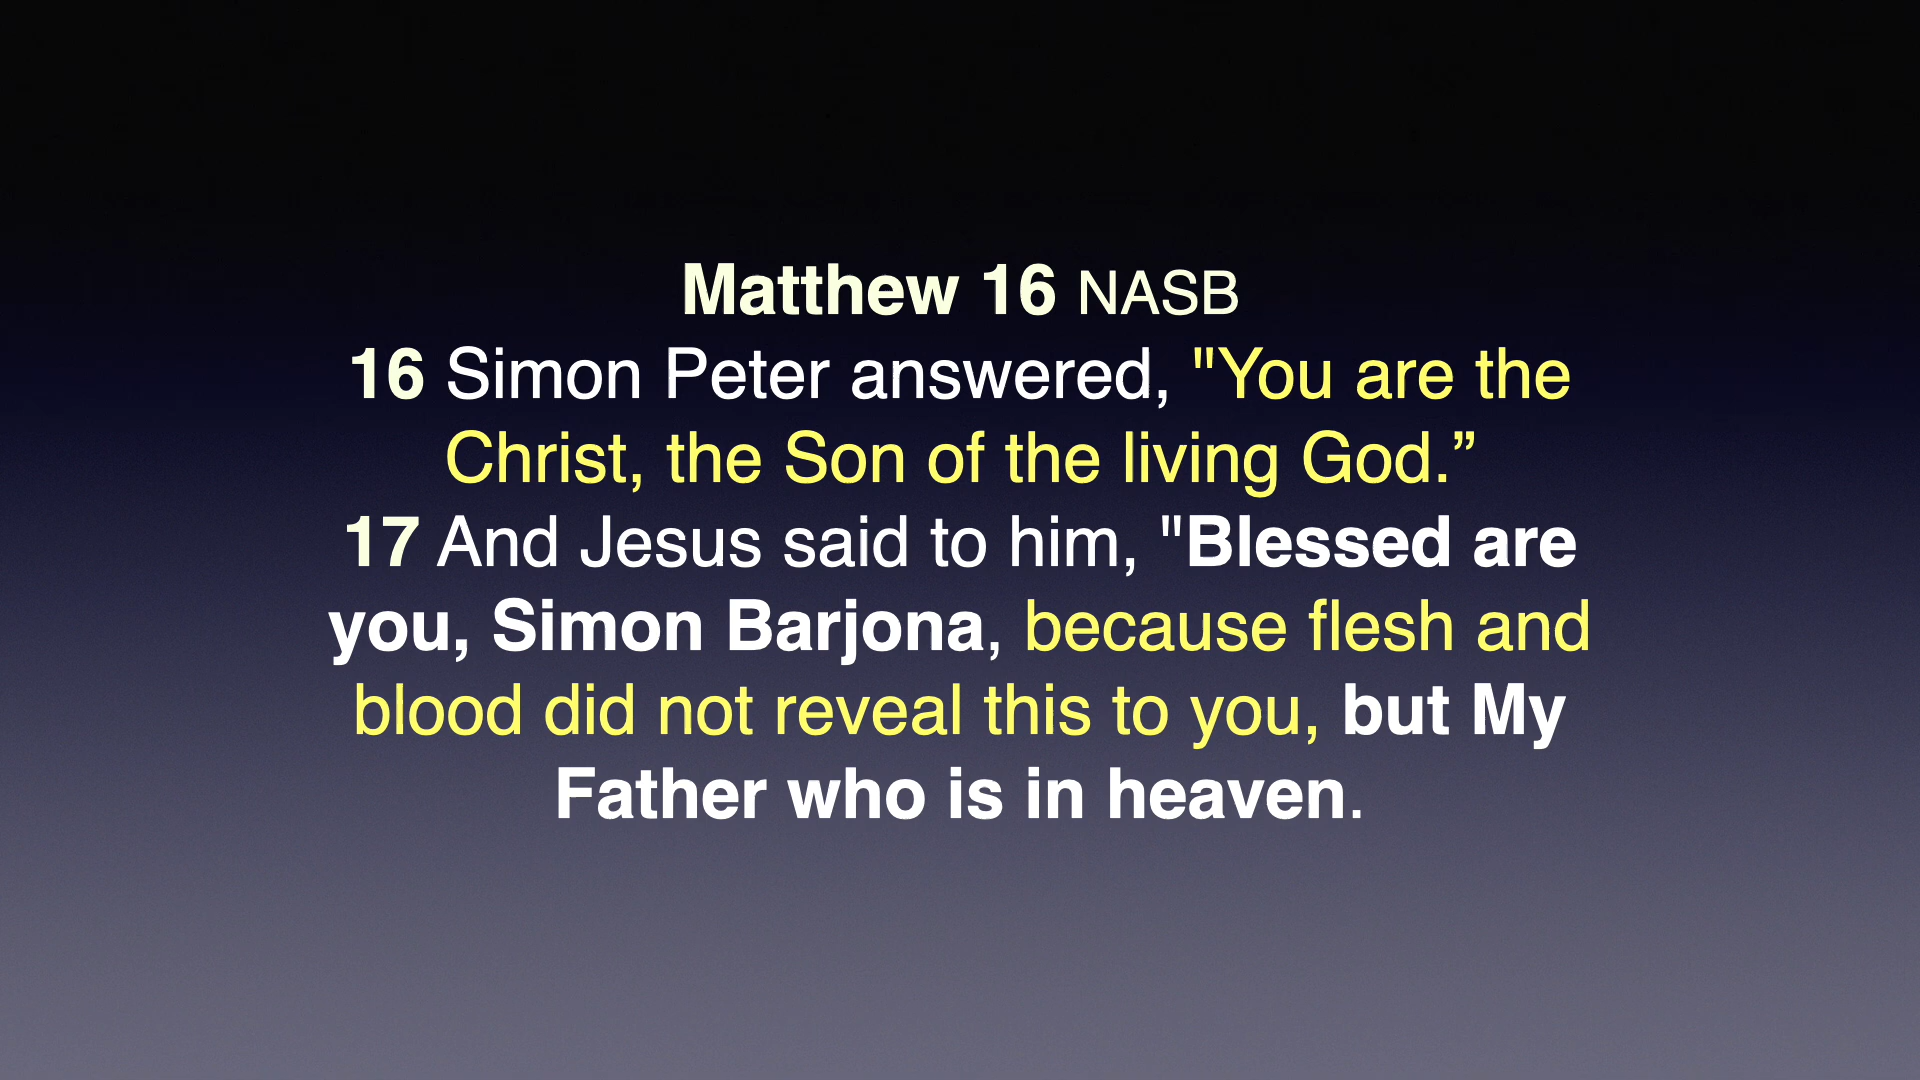 Matthew 16 NASB
16 Simon Peter answered, "You are the
Christ, the Son of the living God.”
17 And Jesus said to him, "Blessed are
you, Simon Barjona, because flesh and
blood did not reveal this to you, but My
Father who is in heaven.